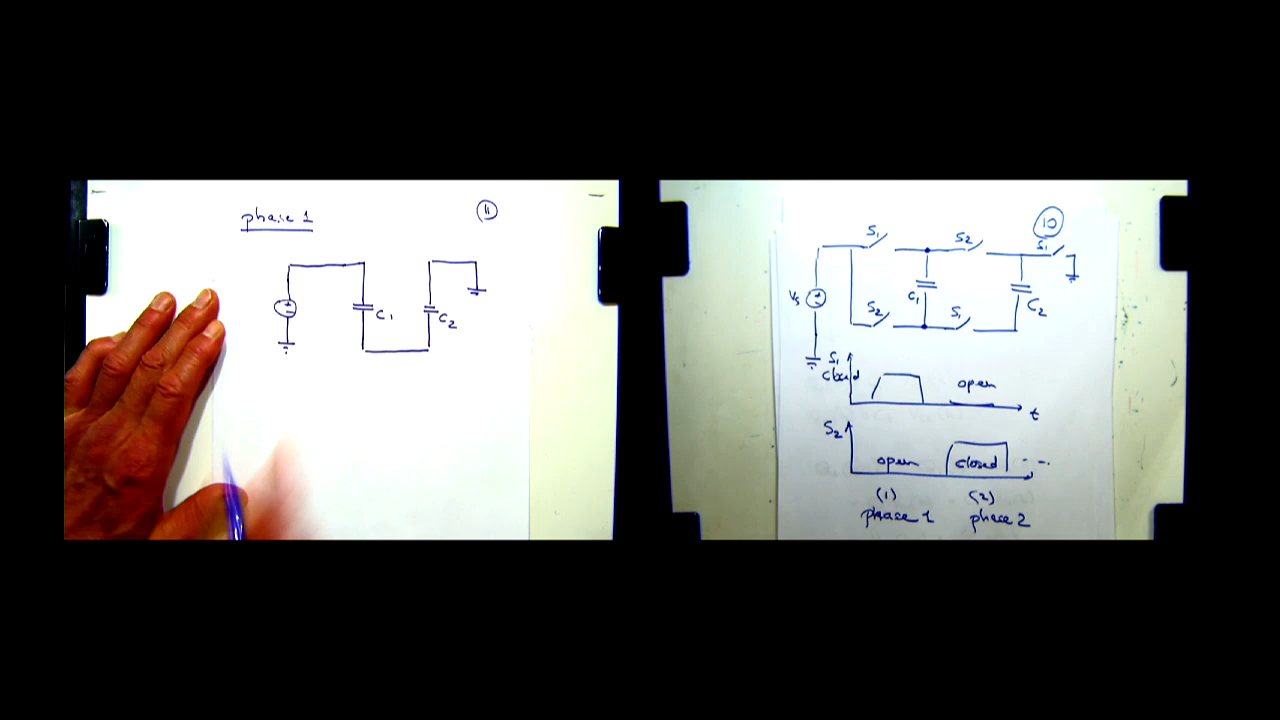 phase 1
11
C1
C2
10
S1
S2
S1
Vs
C1
C2
S2
S1
S1
closed
open
t
S2
open
closed
(1)
(2)
phase 1
phase 2